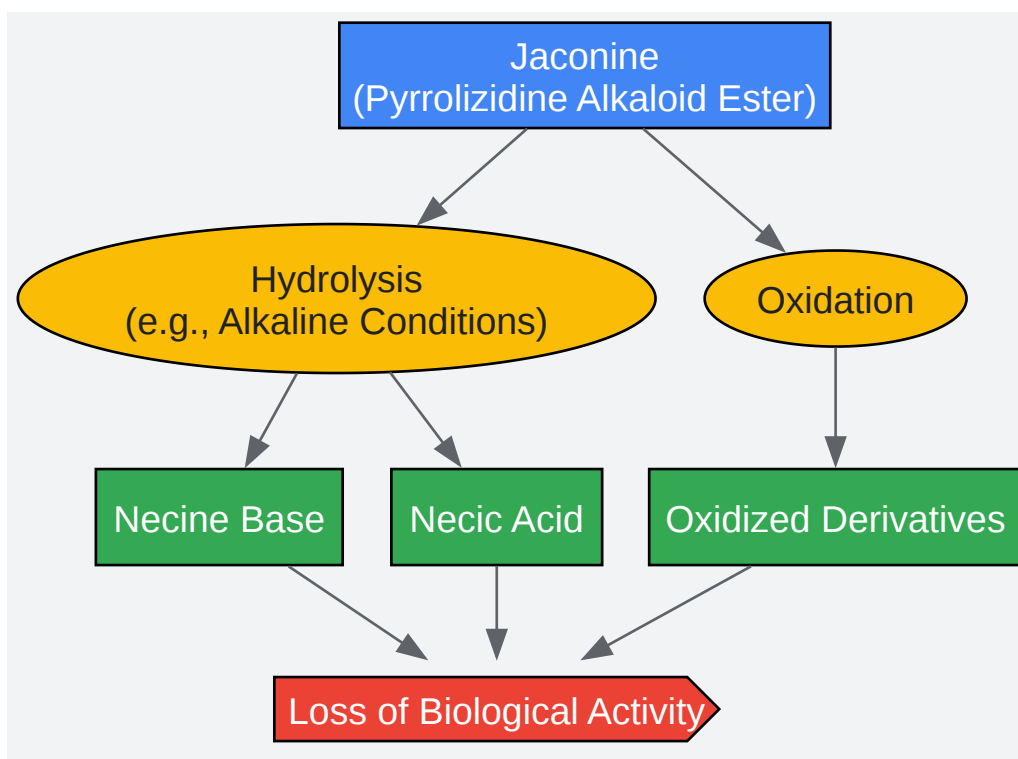 Jaconine
(Pyrrolizidine Alkaloid Ester)
Hydrolysis
(e.g., Alkaline Conditions)
Oxidation
Necine Base
Necic Acid
Oxidized Derivatives
Loss of Biological Activity